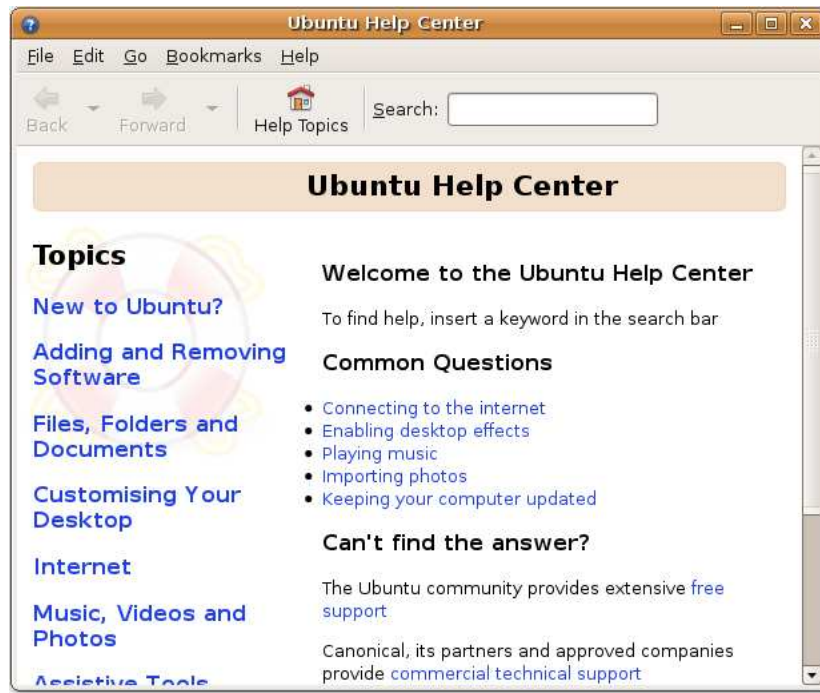 Ubuntu Help Center
File Edit Go Bookmarks Help
Back Forward Help Topics Search:
Ubuntu Help Center
Topics
New to Ubuntu?
Adding and Removing
Software
Files, Folders and
Documents
Customising Your
Desktop
Internet
Music, Videos and
Photos
Assistive Tools
Welcome to the Ubuntu Help Center
To find help, insert a keyword in the search bar
Common Questions
• Connecting to the internet
• Enabling desktop effects
• Playing music
• Importing photos
• Keeping your computer updated
Can't find the answer?
The Ubuntu community provides extensive free
support
Canonical, its partners and approved companies
provide commercial technical support